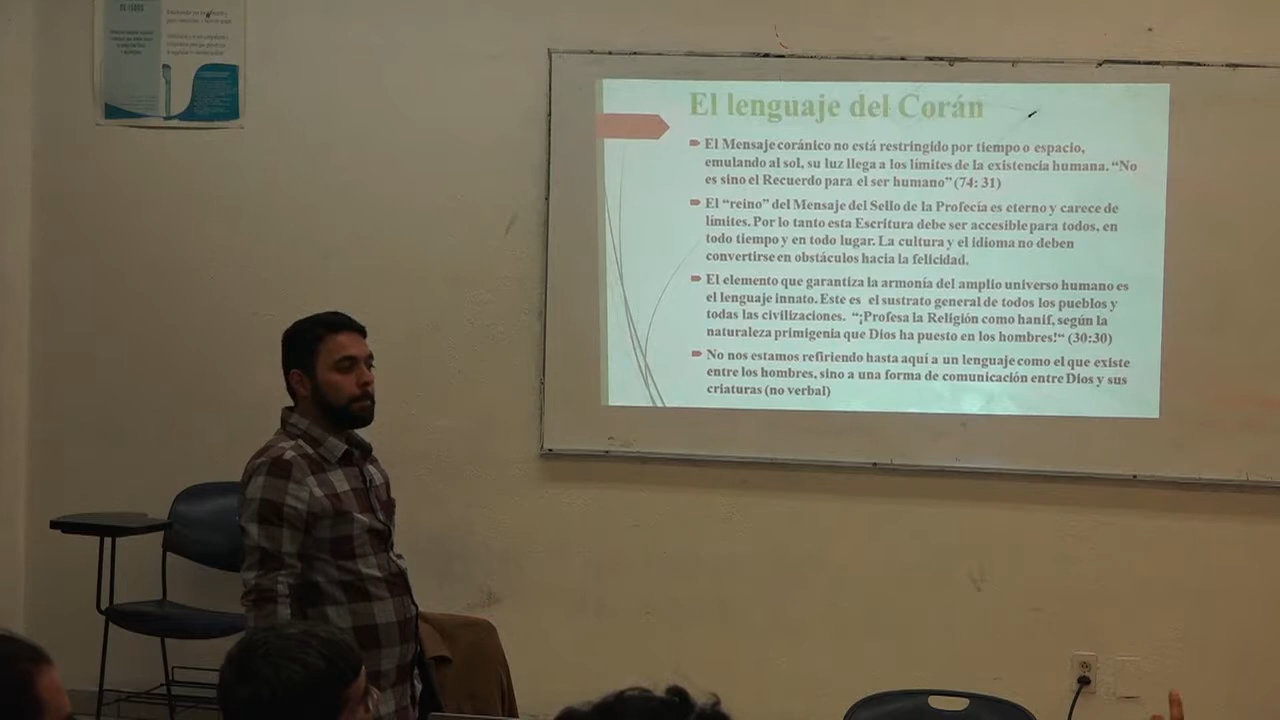 El lenguaje del Corán
El Mensaje coránico no está restringido por tiempo o espacio,
emulando al sol, su luz llega a los límites de la existencia humana. “No
es sino el Recuerdo para el ser humano” (74: 31)
El “reino” del Mensaje del Sello de la Profecía es eterno y carece de
límites. Por lo tanto esta Escritura debe ser accesible para todos, en
todo tiempo y en todo lugar. La cultura y el idioma no deben
convertirse en obstáculos hacia la felicidad.
El elemento que garantiza la armonía del amplio universo humano es
el lenguaje innato. Este es el sustrato general de todos los pueblos y
todas las civilizaciones. “¡Profesa la Religión como hanif, según la
naturaleza primigenia que Dios ha puesto en los hombres!“ (30:30)
No nos estamos refiriendo hasta aquí a un lenguaje como el que existe
entre los hombres, sino a una forma de comunicación entre Dios y sus
criaturas (no verbal)